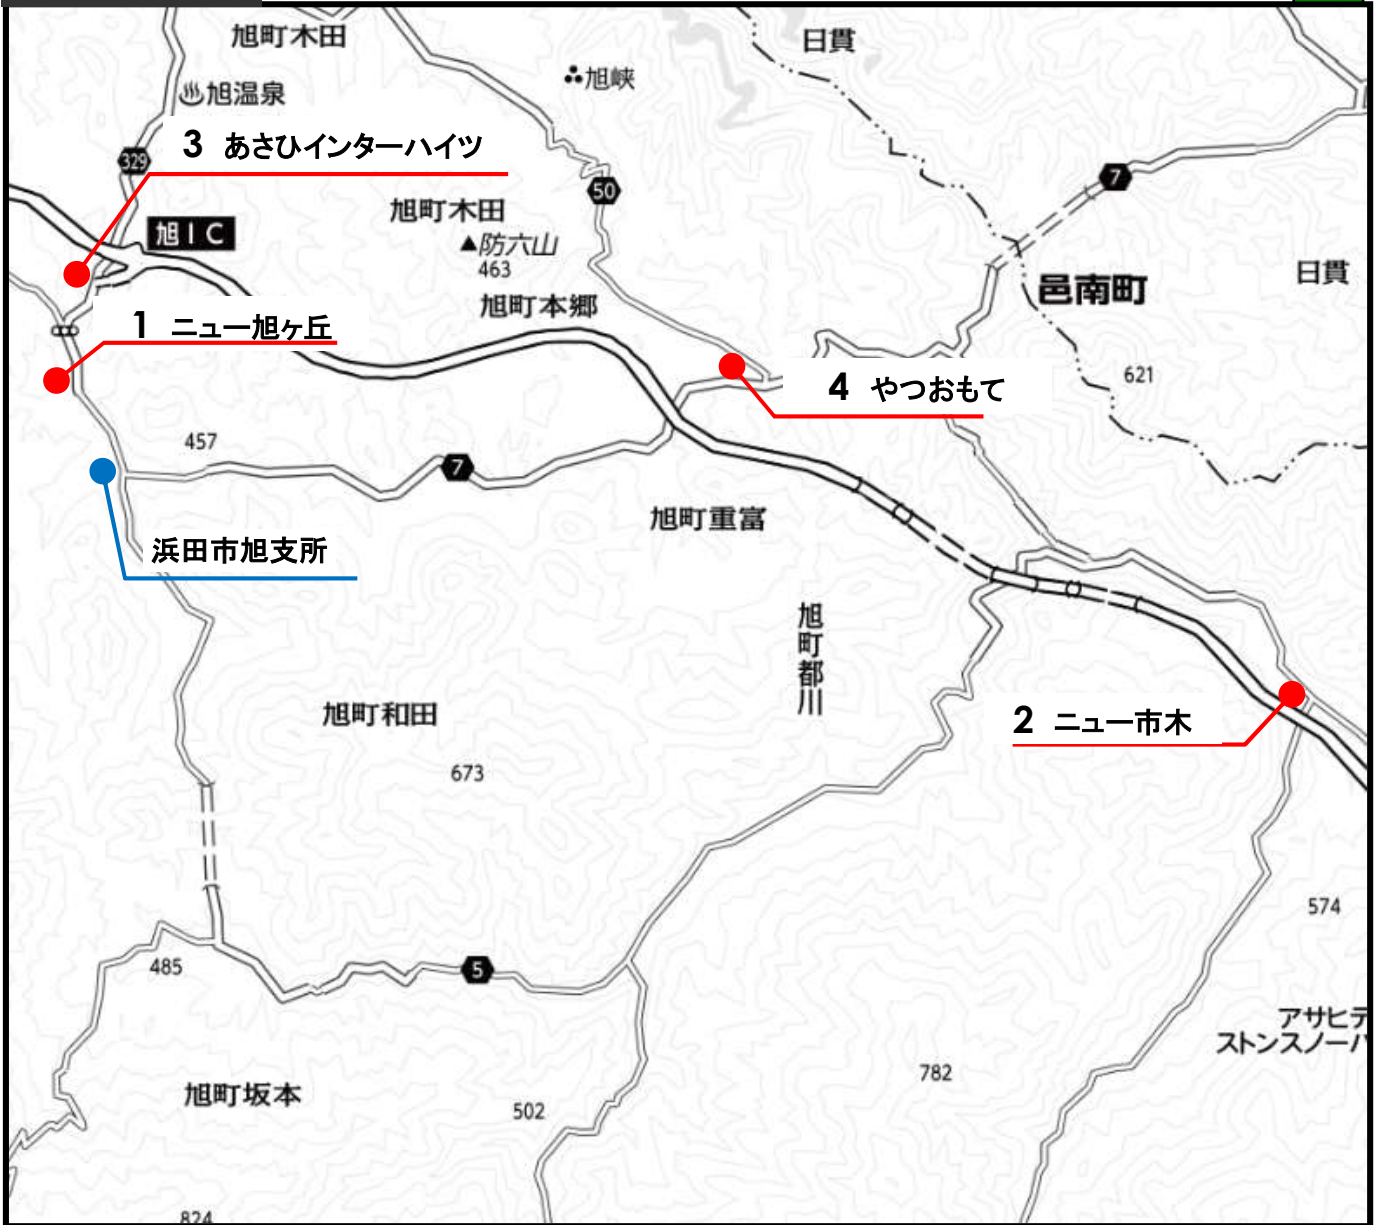 旭町木田
日貫
旭峡
旭温泉
3 あさひインターハイツ
329
7
50
旭町木田
旭IC
防六山
463
日貫
邑南町
旭町本郷
1 ニュー旭ヶ丘
621
4 やつおもて
457
7
旭町重富
浜田市旭支所
旭町都川
旭町和田
2 ニュー市木
673
574
485
5
アサヒテ
ストンスノーパ
782
旭町坂本
502
824